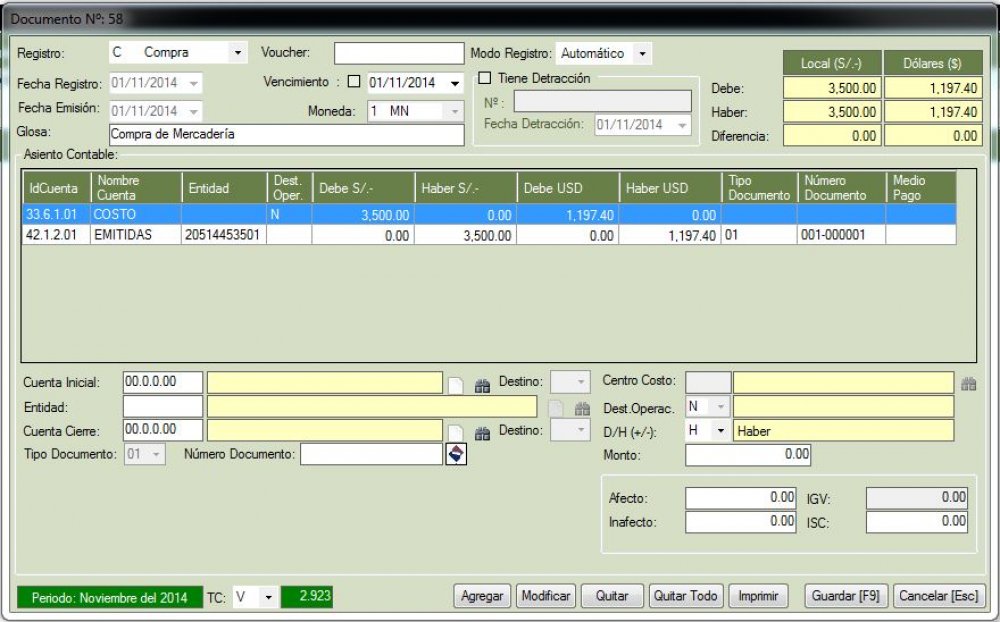 Documento Nº: 58
Registro: C Compra Voucher: Modo Registro: Automático
Local (S/.-) Dólares ($)
Fecha Registro: 01/11/2014 Vencimiento : 01/11/2014 Tiene Detracción
Debe: 3,500.00 1,197.40
Fecha Emisión: 01/11/2014 Moneda: 1 MN Nº :
Haber: 3,500.00 1,197.40
Glosa: Compra de Mercadería Fecha Detracción: 01/11/2014
Diferencia: 0.00 0.00
Asiento Contable:
IdCuenta Nombre Cuenta Entidad Dest. Oper. Debe S/.- Haber S/.- Debe USD Haber USD Tipo Documento Número Documento Medio Pago
33.6.1.01 COSTO N 3,500.00 0.00 1,197.40 0.00
42.1.2.01 EMITIDAS 20514453501 0.00 3,500.00 0.00 1,197.40 01 001-000001
Cuenta Inicial: 00.0.0.00 Destino: Centro Costo:
Entidad: Dest.Operac. N
Cuenta Cierre: 00.0.0.00 Destino: D/H (+/-): H Haber
Tipo Documento: 01 Número Documento: Monto: 0.00
Afecto: 0.00 IGV: 0.00
Inafecto: 0.00 ISC: 0.00
Periodo: Noviembre del 2014 TC: V 2.923 Agregar Modificar Quitar Quitar Todo Imprimir Guardar [F9] Cancelar [Esc]